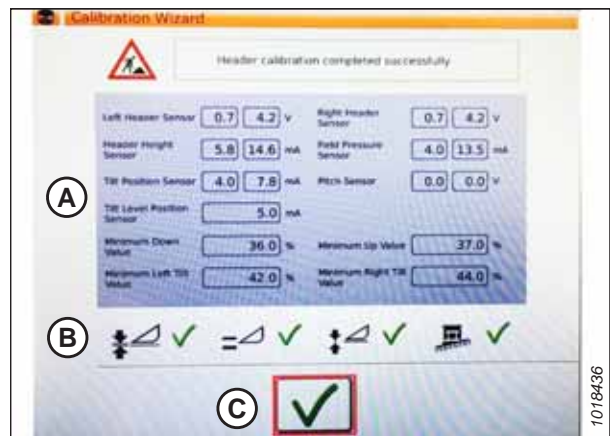 Calibration Wizard
Header calibration completed successfully
Left Header Sensor 0.7 4.2 v Right Header Sensor 0.7 4.2 v
Header Height Sensor 5.8 14.6 mA Field Pressure Sensor 4.0 13.5 mA
Tilt Position Sensor 4.0 7.8 mA Pitch Sensor 0.0 0.0 v
Tilt Level Position Sensor 5.0 mA
Minimum Down Value 36.0 % Minimum Up Value 37.0 %
Minimum Left Tilt Value 42.0 % Minimum Right Tilt Value 44.0 %
A
B
C
1018436